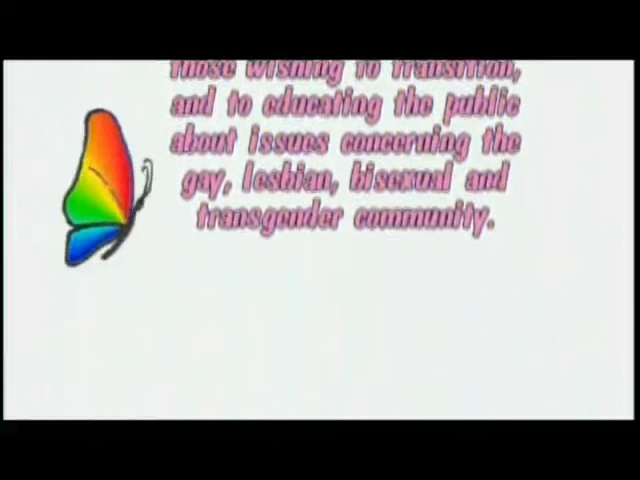 those wishing to transition,
and to educating the public
about issues concerning the
gay, lesbian, bisexual and
transgender community.